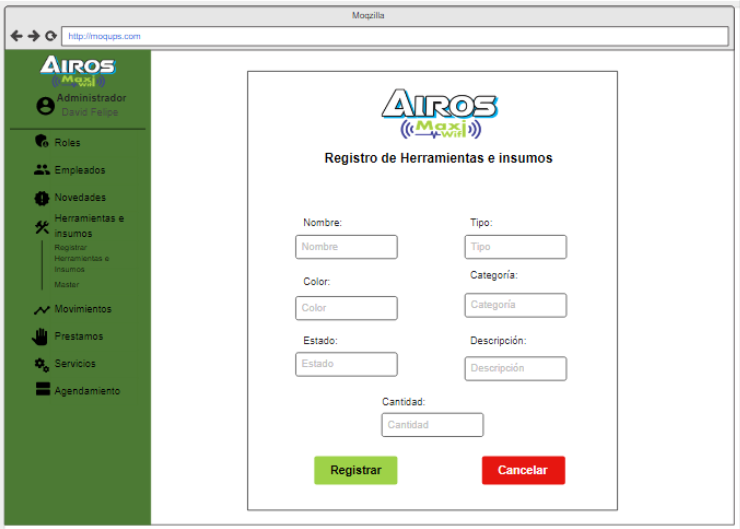 Moqzilla
http://moqups.com
AIROS
Maxi
Wifi
Administrador
David Felipe
Roles
Empleados
Novedades
Herramientas e
insumos
Registrar
Herramientas e
Insumos
Master
Movimientos
Prestamos
Servicios
Agendamiento
AIROS
Maxi
Wifi
Registro de Herramientas e insumos
Nombre:
Nombre
Tipo:
Tipo
Color:
Color
Categoría:
Categoría
Estado:
Estado
Descripción:
Descripción
Cantidad:
Cantidad
Registrar
Cancelar